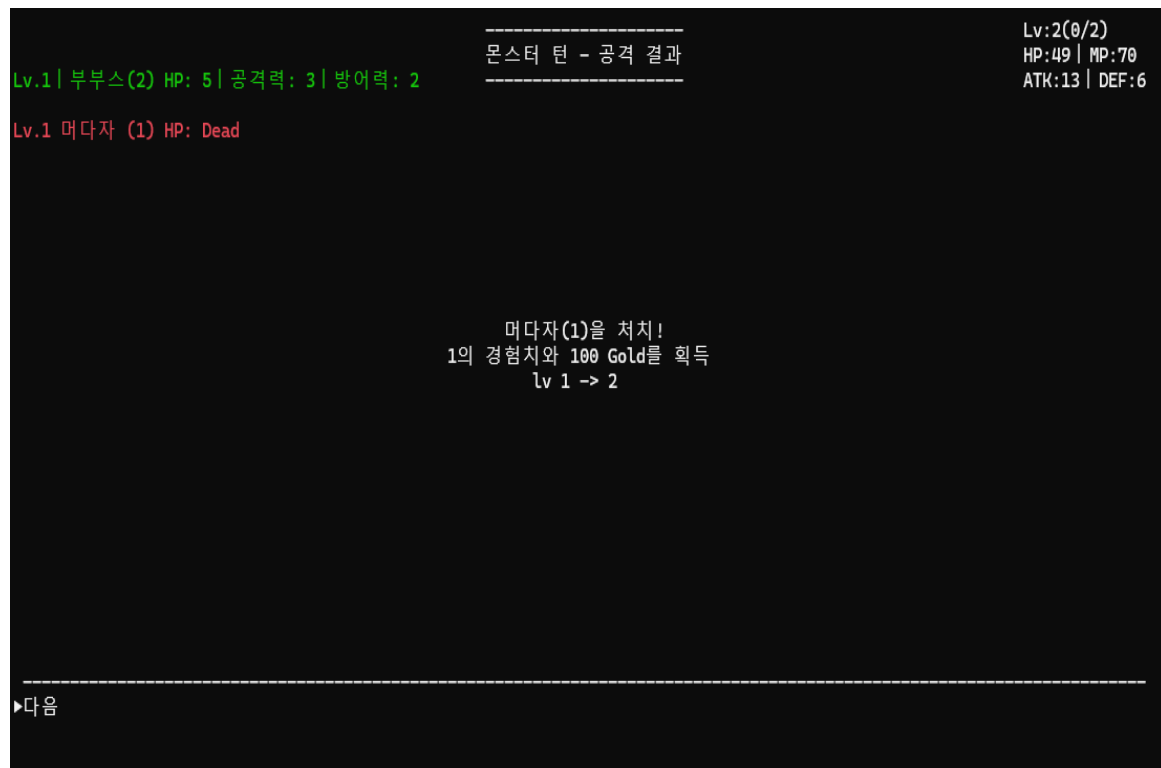 ---------------------
몬스터 턴 - 공격 결과
---------------------
Lv:2(0/2)
HP:49| MP:70
ATK:13| DEF:6
Lv.1| 부부스(2) HP: 5| 공격력: 3| 방어력: 2
Lv.1 머다자 (1) HP: Dead
머다자(1)을 처치!
1의 경험치와 100 Gold를 획득
lv 1 -> 2
▶다음